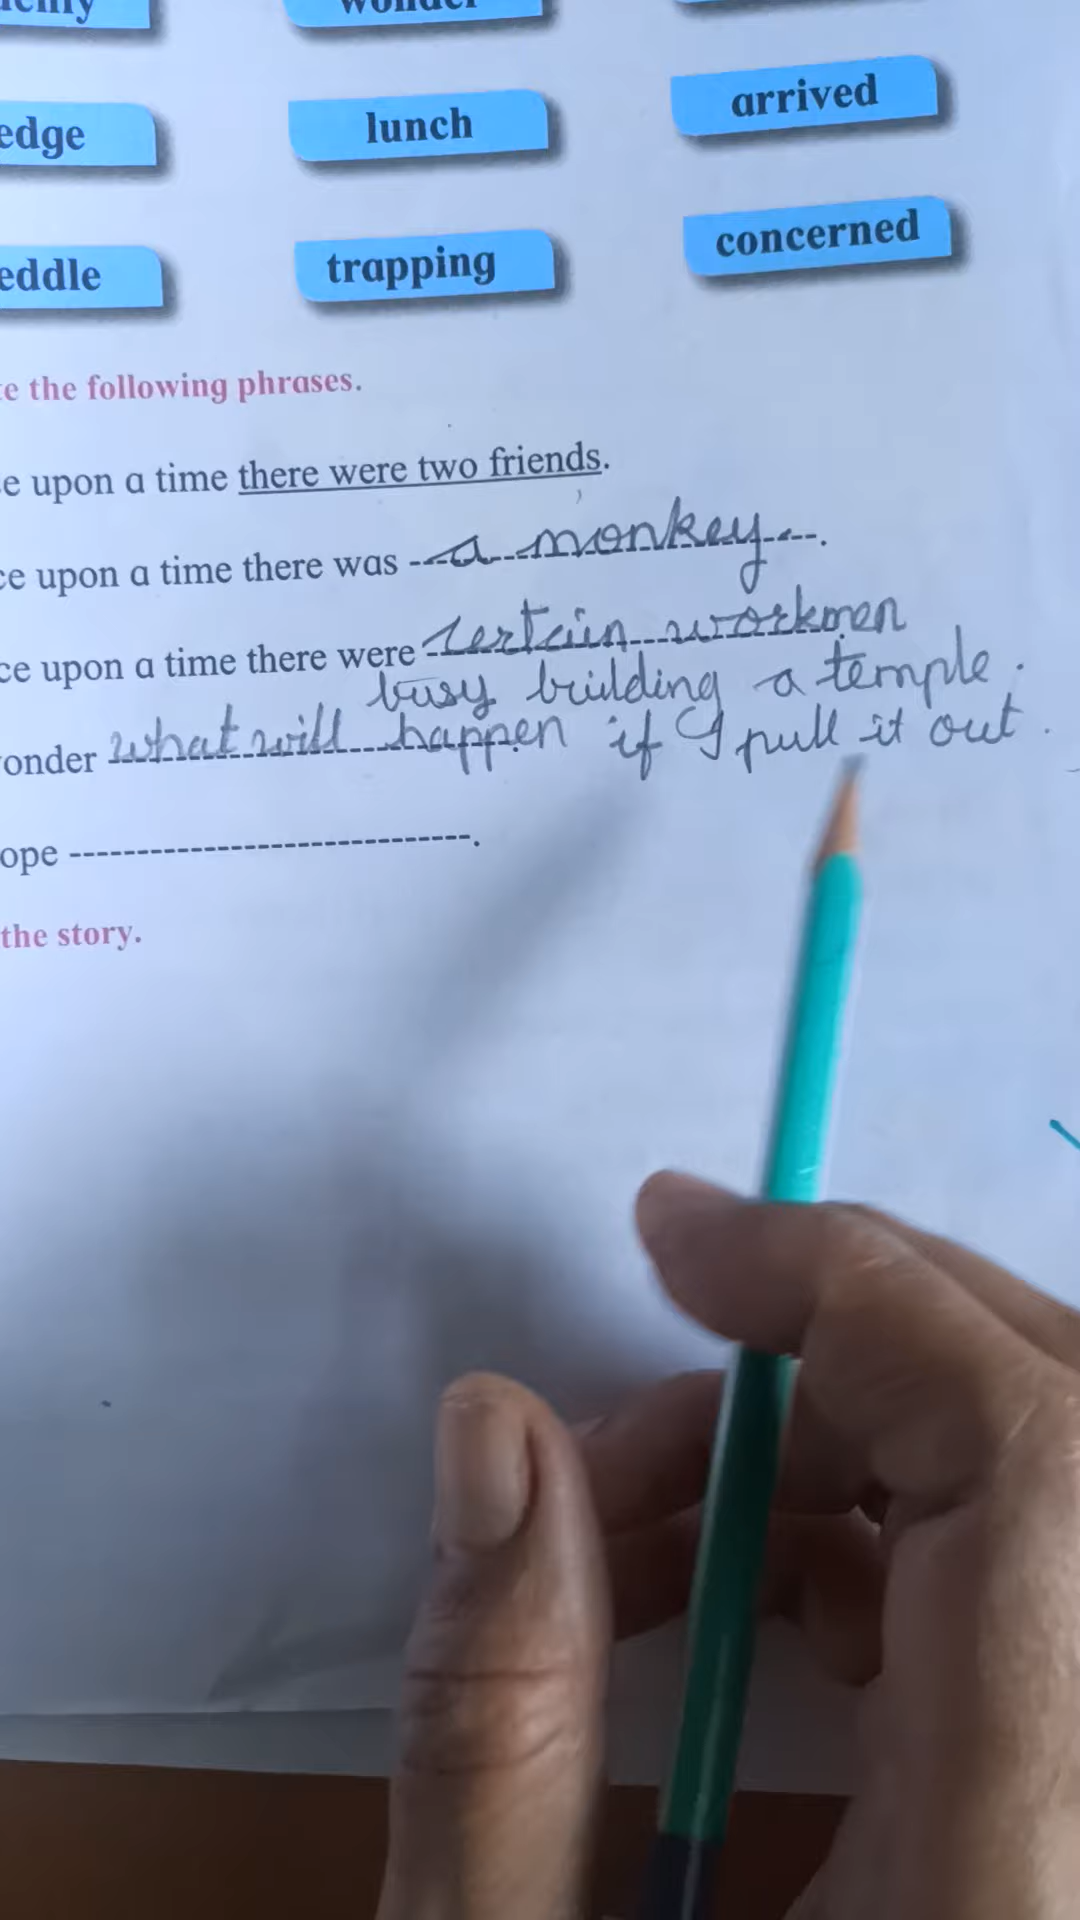 wonder
edge lunch arrived
eddle trapping concerned
e the following phrases.
e upon a time there were two friends.
ce upon a time there was a monkey.
ce upon a time there were certain workmen
busy building a temple.
onder what will happen if I pull it out.
ope ------------------------------.
the story.